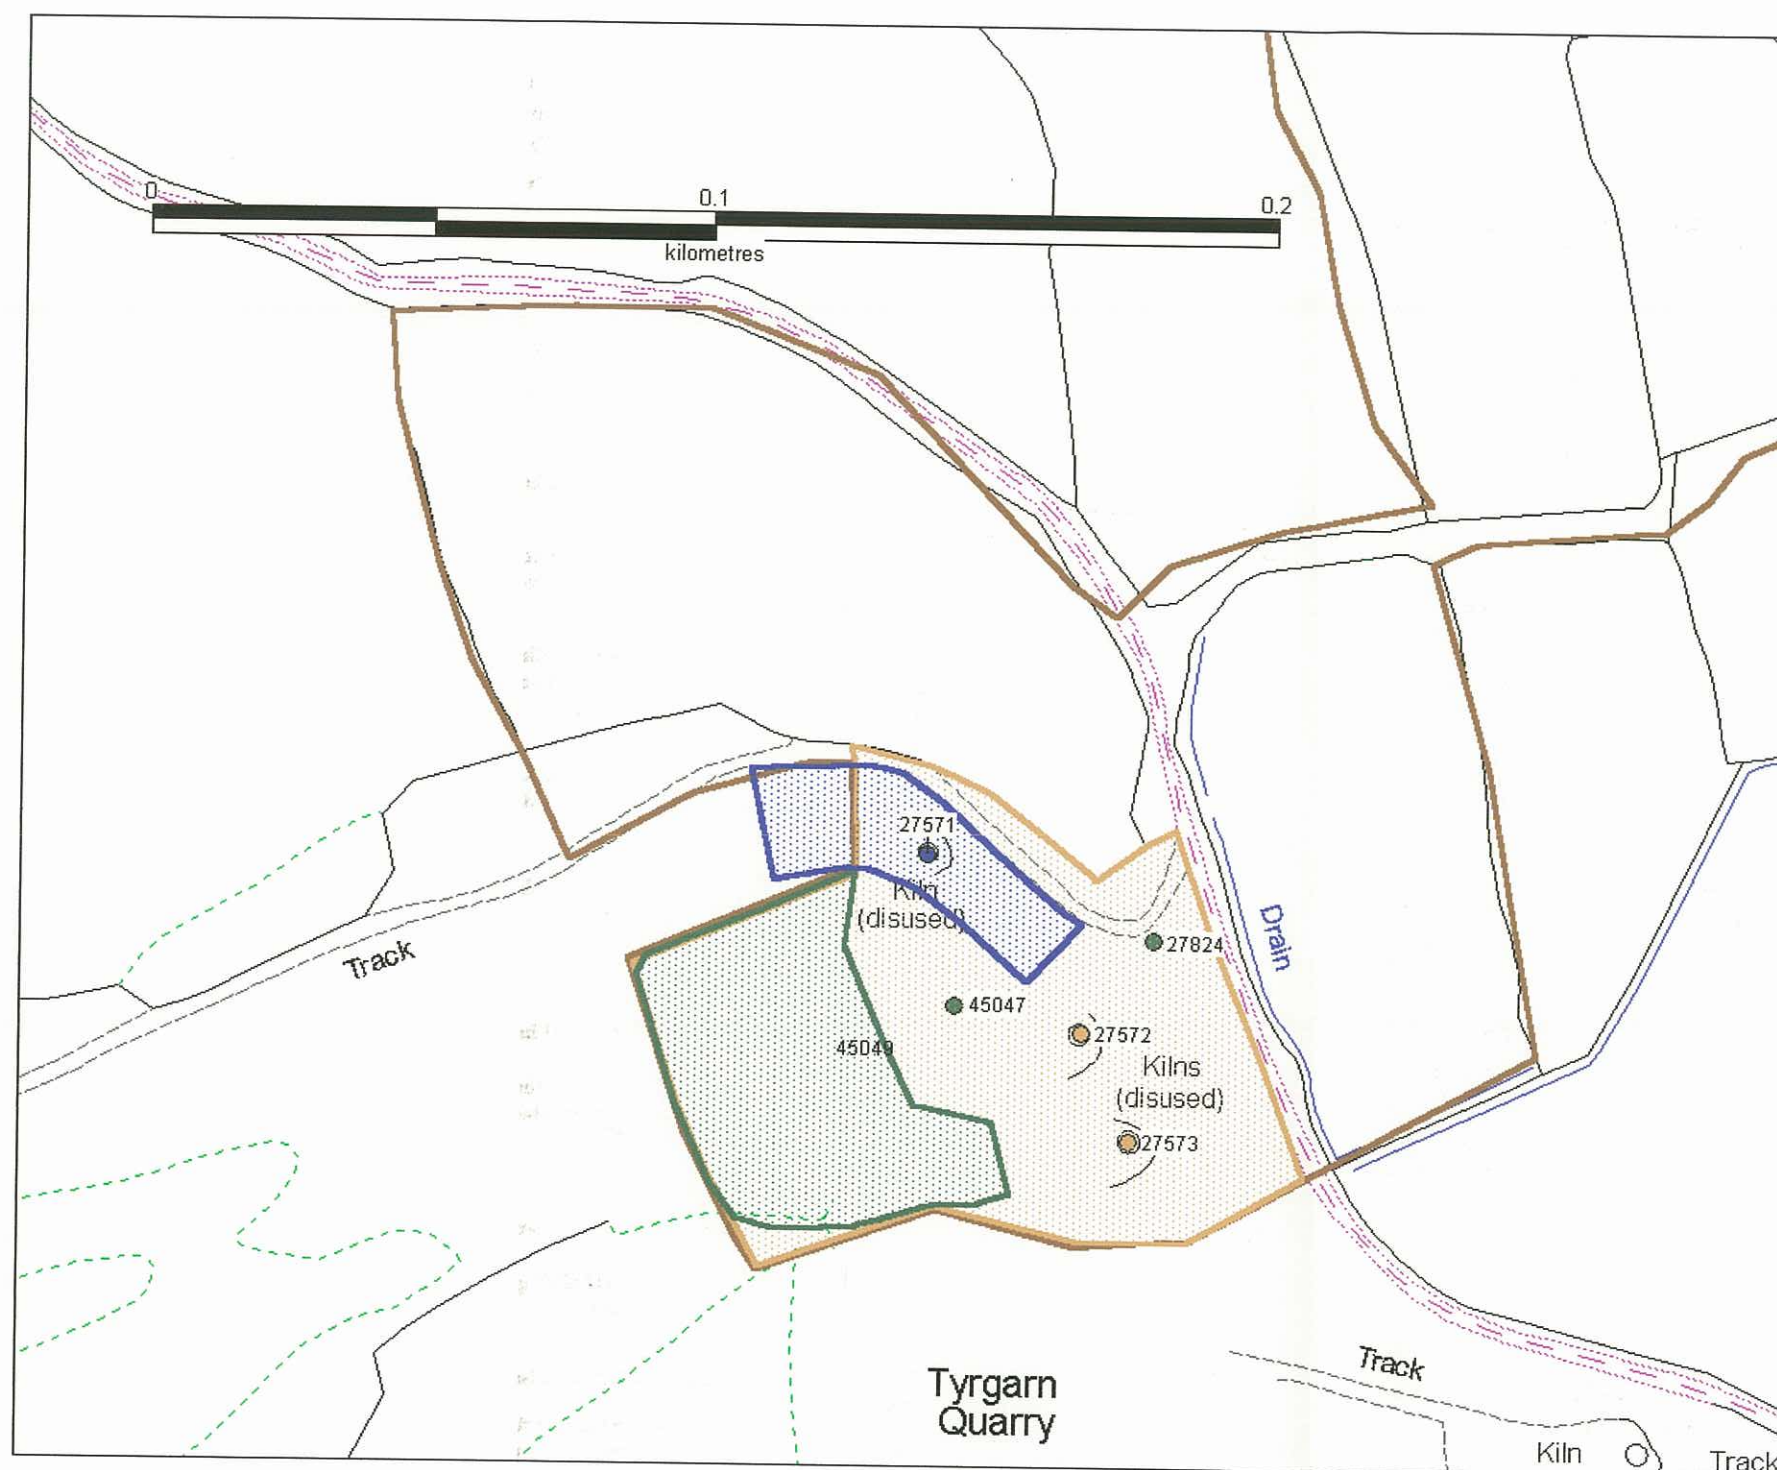 0
0.1
0.2
kilometres
27571
Kiln
(disused)
27824
Drain
Track
45047
27572
45049
Kilns
(disused)
27573
Tyrgarn
Quarry
Track
Kiln
Track